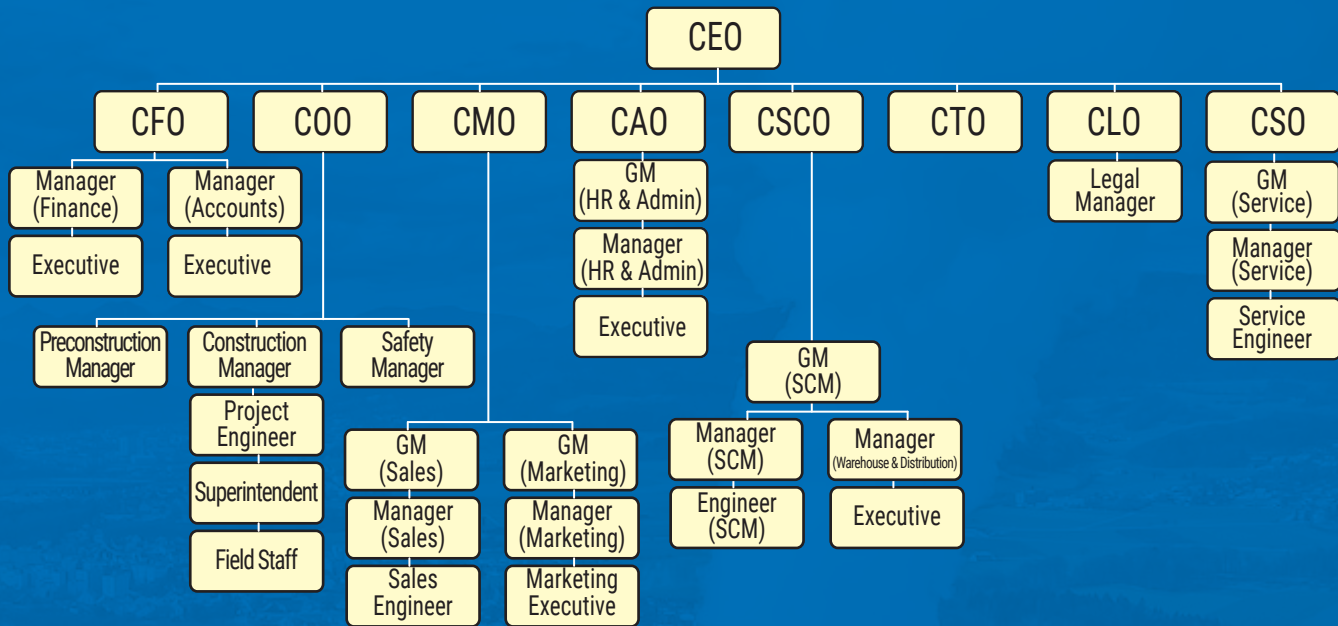 CEO
CFO
COO
CMO
CAO
CSCO
CTO
CLO
CSO
Manager
(Finance)
Executive
Manager
(Accounts)
Executive
Preconstruction
Manager
Construction
Manager
Project
Engineer
Superintendent
Field Staff
Safety
Manager
GM
(Sales)
Manager
(Sales)
Sales
Engineer
GM
(Marketing)
Manager
(Marketing)
Marketing
Executive
GM
(HR & Admin)
Manager
(HR & Admin)
Executive
GM
(SCM)
Manager
(SCM)
Engineer
(SCM)
Manager
(Warehouse & Distribution)
Executive
Legal
Manager
GM
(Service)
Manager
(Service)
Service
Engineer